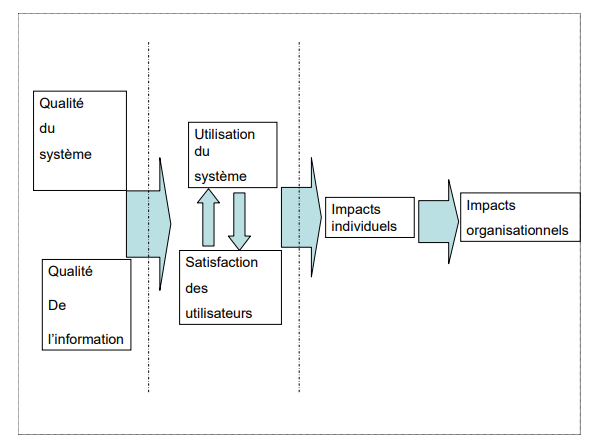 Qualité
du
système
Qualité
De
l'information
Utilisation
du
système
Satisfaction
des
utilisateurs
Impacts
individuels
Impacts
organisationnels